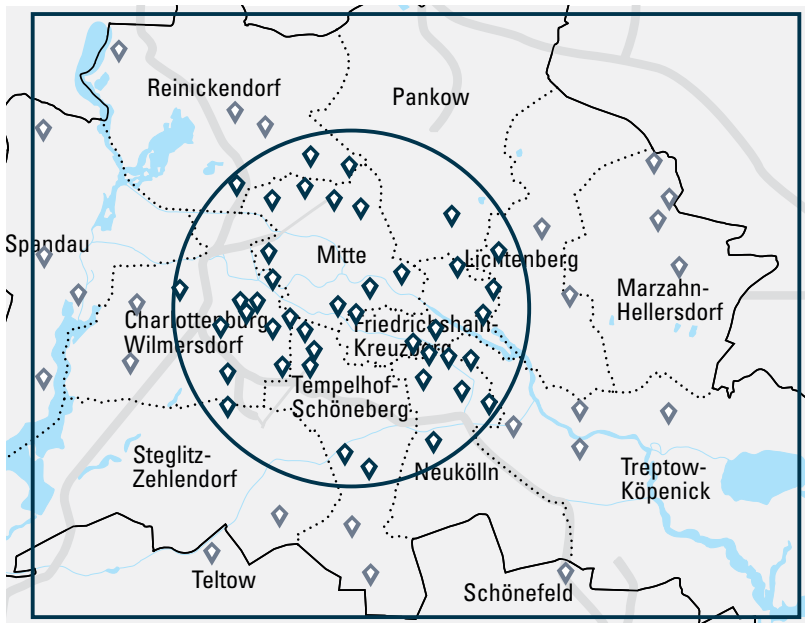 Reinickendorf
Pankow
Spandau
Mitte
Lichtenberg
Marzahn-
Hellersdorf
Charlottenburg
Wilmersdorf
Friedrichshain-
Kreuzberg
Tempelhof-
Schöneberg
Steglitz-
Zehlendorf
Neukölln
Treptow-
Köpenick
Teltow
Schönefeld